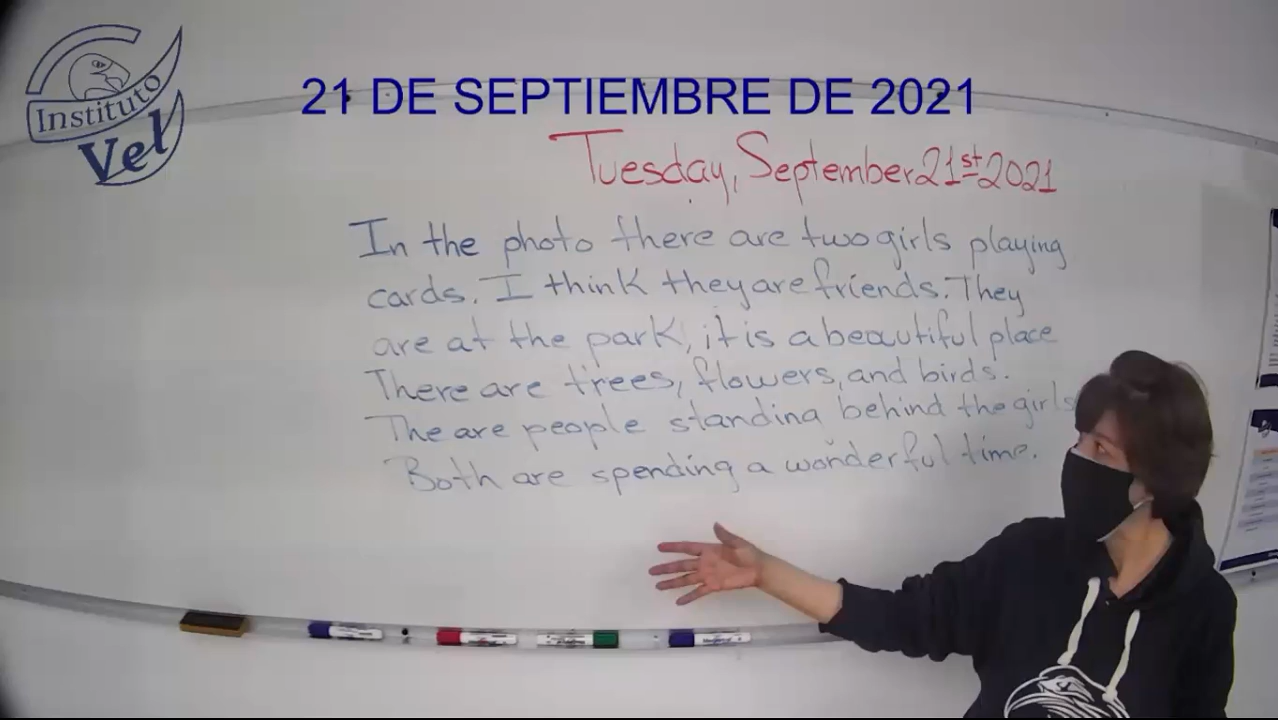 Instituto
Vel
21 DE SEPTIEMBRE DE 2021
Tuesday, September 21st 2021
In the photo there are two girls playing
cards. I think they are friends. They
are at the park, it is a beautiful place
There are trees, flowers, and birds.
The are people standing behind the girls
Both are spending a wonderful time.